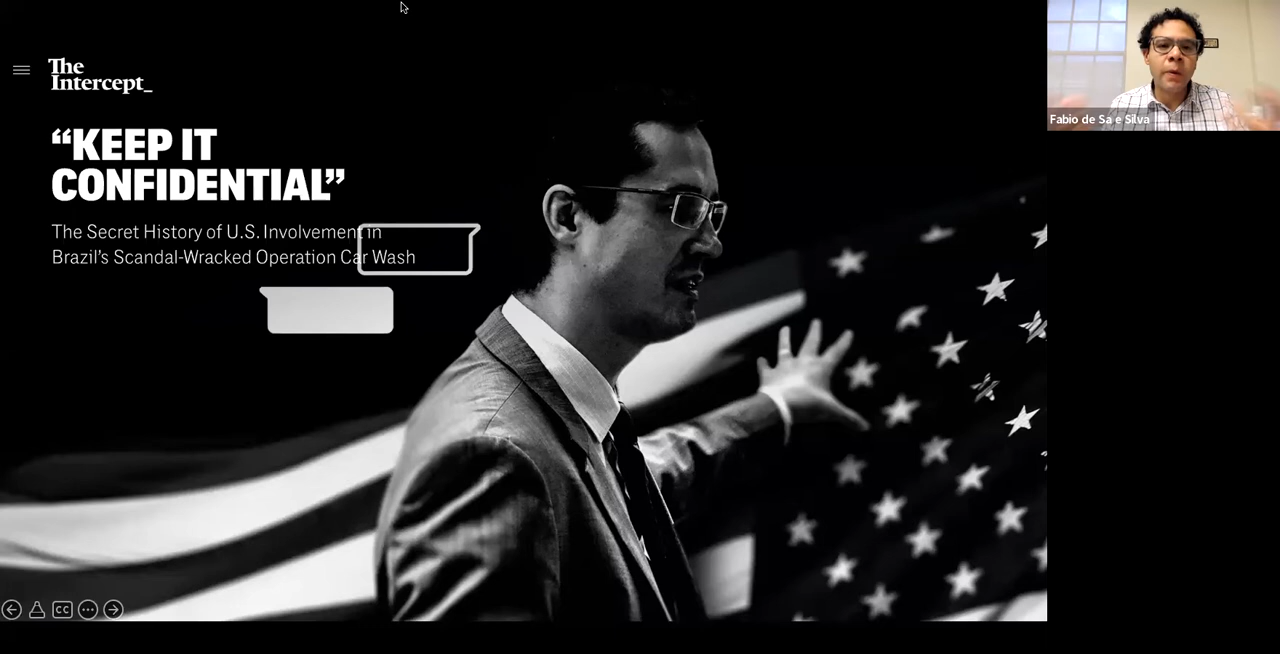 The
Intercept_
“KEEP IT
CONFIDENTIAL”
The Secret History of U.S. Involvement in
Brazil’s Scandal-Wracked Operation Car Wash
CC
Fabio de Sa e Silva